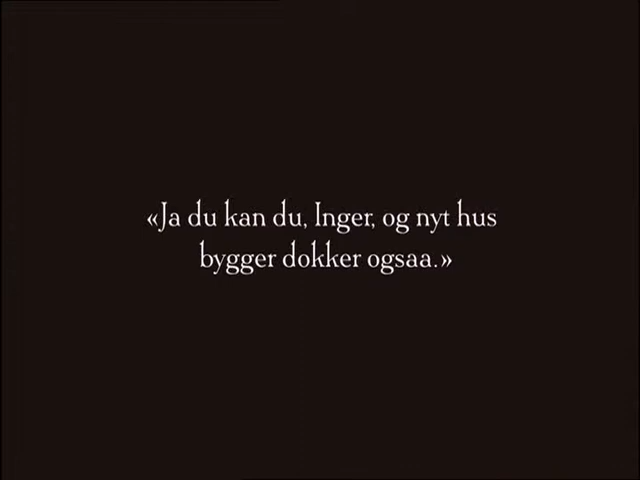 «Ja du kan du, Inger, og nyt hus
bygger dokker ogsaa.»